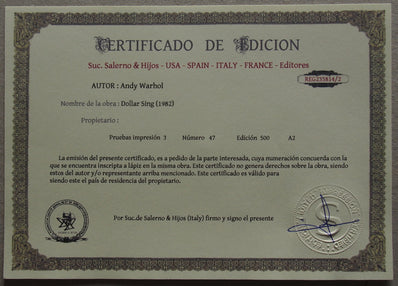 CERTIFICADO DE EDICION
Suc. Salerno & Hijos - USA - SPAIN - ITALY - FRANCE - Editores
AUTOR : Andy Warhol
Nombre de la obra : Dollar Sing (1982)
Propietario :
Pruebas impresión 3 Número 47 Edición 500 A2
La emisión del presente certificado, es a pedido de la parte interesada, cuya numeración concuerda con la que
se encuentra inscripta a lápiz en la misma obra. Este certificado no genera derechos sobre la obra, siendo
estos del autor y/o representante arriba mencionado. Este certificado es válido para
siendo este el país de residencia del propietario.
Por Suc.de Salerno & Hijos (Italy) firmo y signo el presente